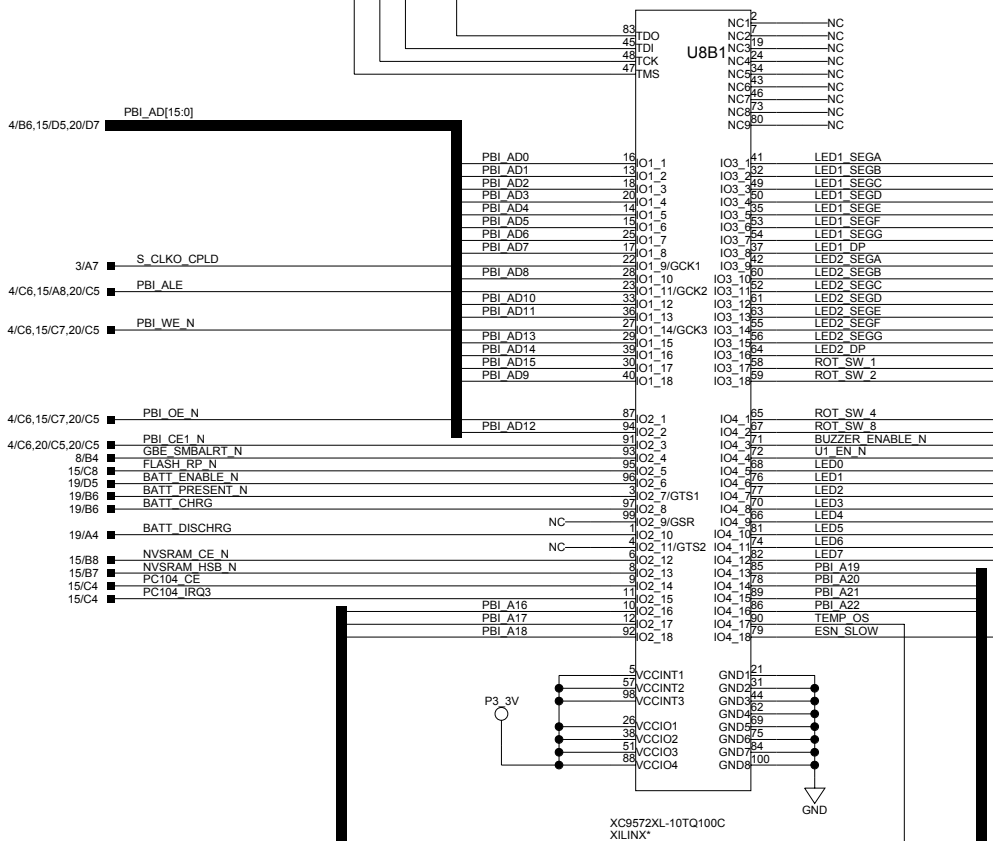 NC1 2 NC
83 TDO NC2 7 NC
45 TDI U8B1 NC3 19 NC
48 TCK NC4 24 NC
47 TMS NC5 34 NC
NC6 43 NC
NC7 46 NC
NC8 73 NC
NC9 80 NC
PBI_AD[15:0]
4/B6,15/D5,20/D7
PBI_AD0 16 IO1_1 IO3_1 41 LED1_SEGA
PBI_AD1 13 IO1_2 IO3_2 32 LED1_SEGB
PBI_AD2 18 IO1_3 IO3_3 49 LED1_SEGC
PBI_AD3 20 IO1_4 IO3_4 50 LED1_SEGD
PBI_AD4 14 IO1_5 IO3_5 35 LED1_SEGE
PBI_AD5 15 IO1_6 IO3_6 53 LED1_SEGF
PBI_AD6 25 IO1_7 IO3_7 54 LED1_SEGG
PBI_AD7 17 IO1_8 IO3_8 37 LED1_DP
3/A7 S_CLKO_CPLD 22 IO1_9/GCK1 IO3_9 42 LED2_SEGA
PBI_AD8 28 IO1_10 IO3_10 60 LED2_SEGB
4/C6,15/A8,20/C5 PBI_ALE 23 IO1_11/GCK2 IO3_11 52 LED2_SEGC
PBI_AD10 33 IO1_12 IO3_12 61 LED2_SEGD
PBI_AD11 36 IO1_13 IO3_13 63 LED2_SEGE
4/C6,15/C7,20/C5 PBI_WE_N 27 IO1_14/GCK3 IO3_14 55 LED2_SEGF
PBI_AD13 29 IO1_15 IO3_15 56 LED2_SEGG
PBI_AD14 39 IO1_16 IO3_16 64 LED2_DP
PBI_AD15 30 IO1_17 IO3_17 58 ROT_SW_1
PBI_AD9 40 IO1_18 IO3_18 59 ROT_SW_2
4/C6,15/C7,20/C5 PBI_OE_N 87 IO2_1 IO4_1 65 ROT_SW_4
PBI_AD12 94 IO2_2 IO4_2 67 ROT_SW_8
4/C6,20/C5,20/C5 PBI_CE1_N 91 IO2_3 IO4_3 71 BUZZER_ENABLE_N
8/B4 GBE_SMBALRT_N 93 IO2_4 IO4_4 72 U1_EN_N
15/C8 FLASH_RP_N 95 IO2_5 IO4_5 68 LED0
19/D5 BATT_ENABLE_N 96 IO2_6 IO4_6 76 LED1
19/B6 BATT_PRESENT_N 3 IO2_7/GTS1 IO4_7 77 LED2
19/B6 BATT_CHRG 97 IO2_8 IO4_8 70 LED3
NC 99 IO2_9/GSR IO4_9 66 LED4
19/A4 BATT_DISCHRG 1 IO2_10 IO4_10 81 LED5
NC 4 IO2_11/GTS2 IO4_11 74 LED6
15/B8 NVSRAM_CE_N 6 IO2_12 IO4_12 82 LED7
15/B7 NVSRAM_HSB_N 8 IO2_13 IO4_13 85 PBI_A19
15/C4 PC104_CE 9 IO2_14 IO4_14 78 PBI_A20
15/C4 PC104_IRQ3 11 IO2_15 IO4_15 89 PBI_A21
PBI_A16 10 IO2_16 IO4_16 86 PBI_A22
PBI_A17 12 IO2_17 IO4_17 90 TEMP_OS
PBI_A18 92 IO2_18 IO4_18 79 ESN_SLOW
5 VCCINT1 GND1 21
57 VCCINT2 GND2 31
P3_3V 98 VCCINT3 GND3 44
GND4 62
26 VCCIO1 GND5 69
38 VCCIO2 GND6 75
51 VCCIO3 GND7 84
88 VCCIO4 GND8 100
GND
XC9572XL-10TQ100C
XILINX*